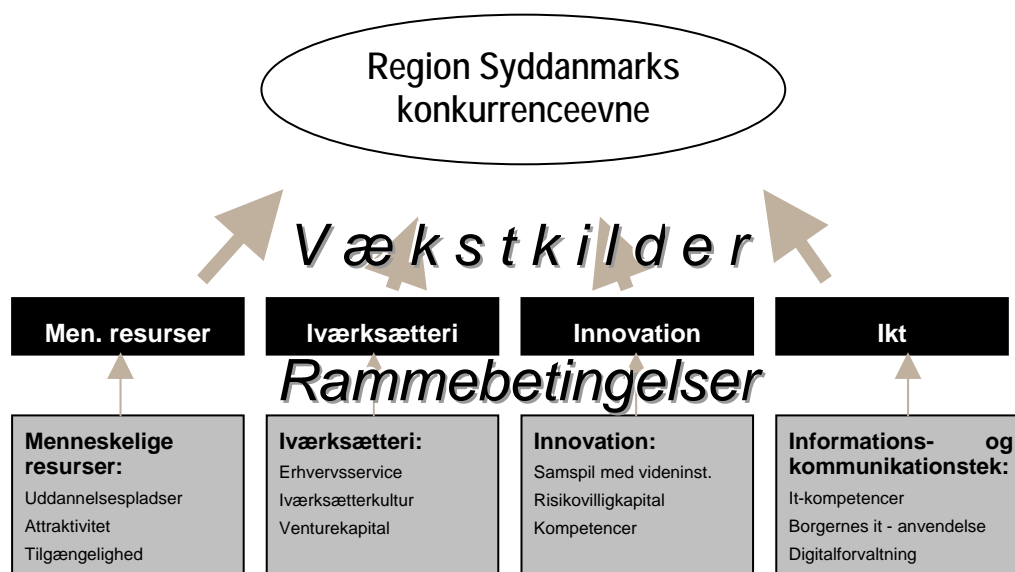 Region Syddanmarks
konkurrenceevne
Vækstkilder
Men. resurser
Iværksætteri
Innovation
Ikt
Rammebetingelser
Menneskelige
resurser:
Uddannelsespladser
Attraktivitet
Tilgængelighed
Iværksætteri:
Erhvervsservice
Iværksætterkultur
Venturekapital
Innovation:
Samspil med videninst.
Risikovilligkapital
Kompetencer
Informations- og
kommunikationstek:
It-kompetencer
Borgernes it - anvendelse
Digitalforvaltning